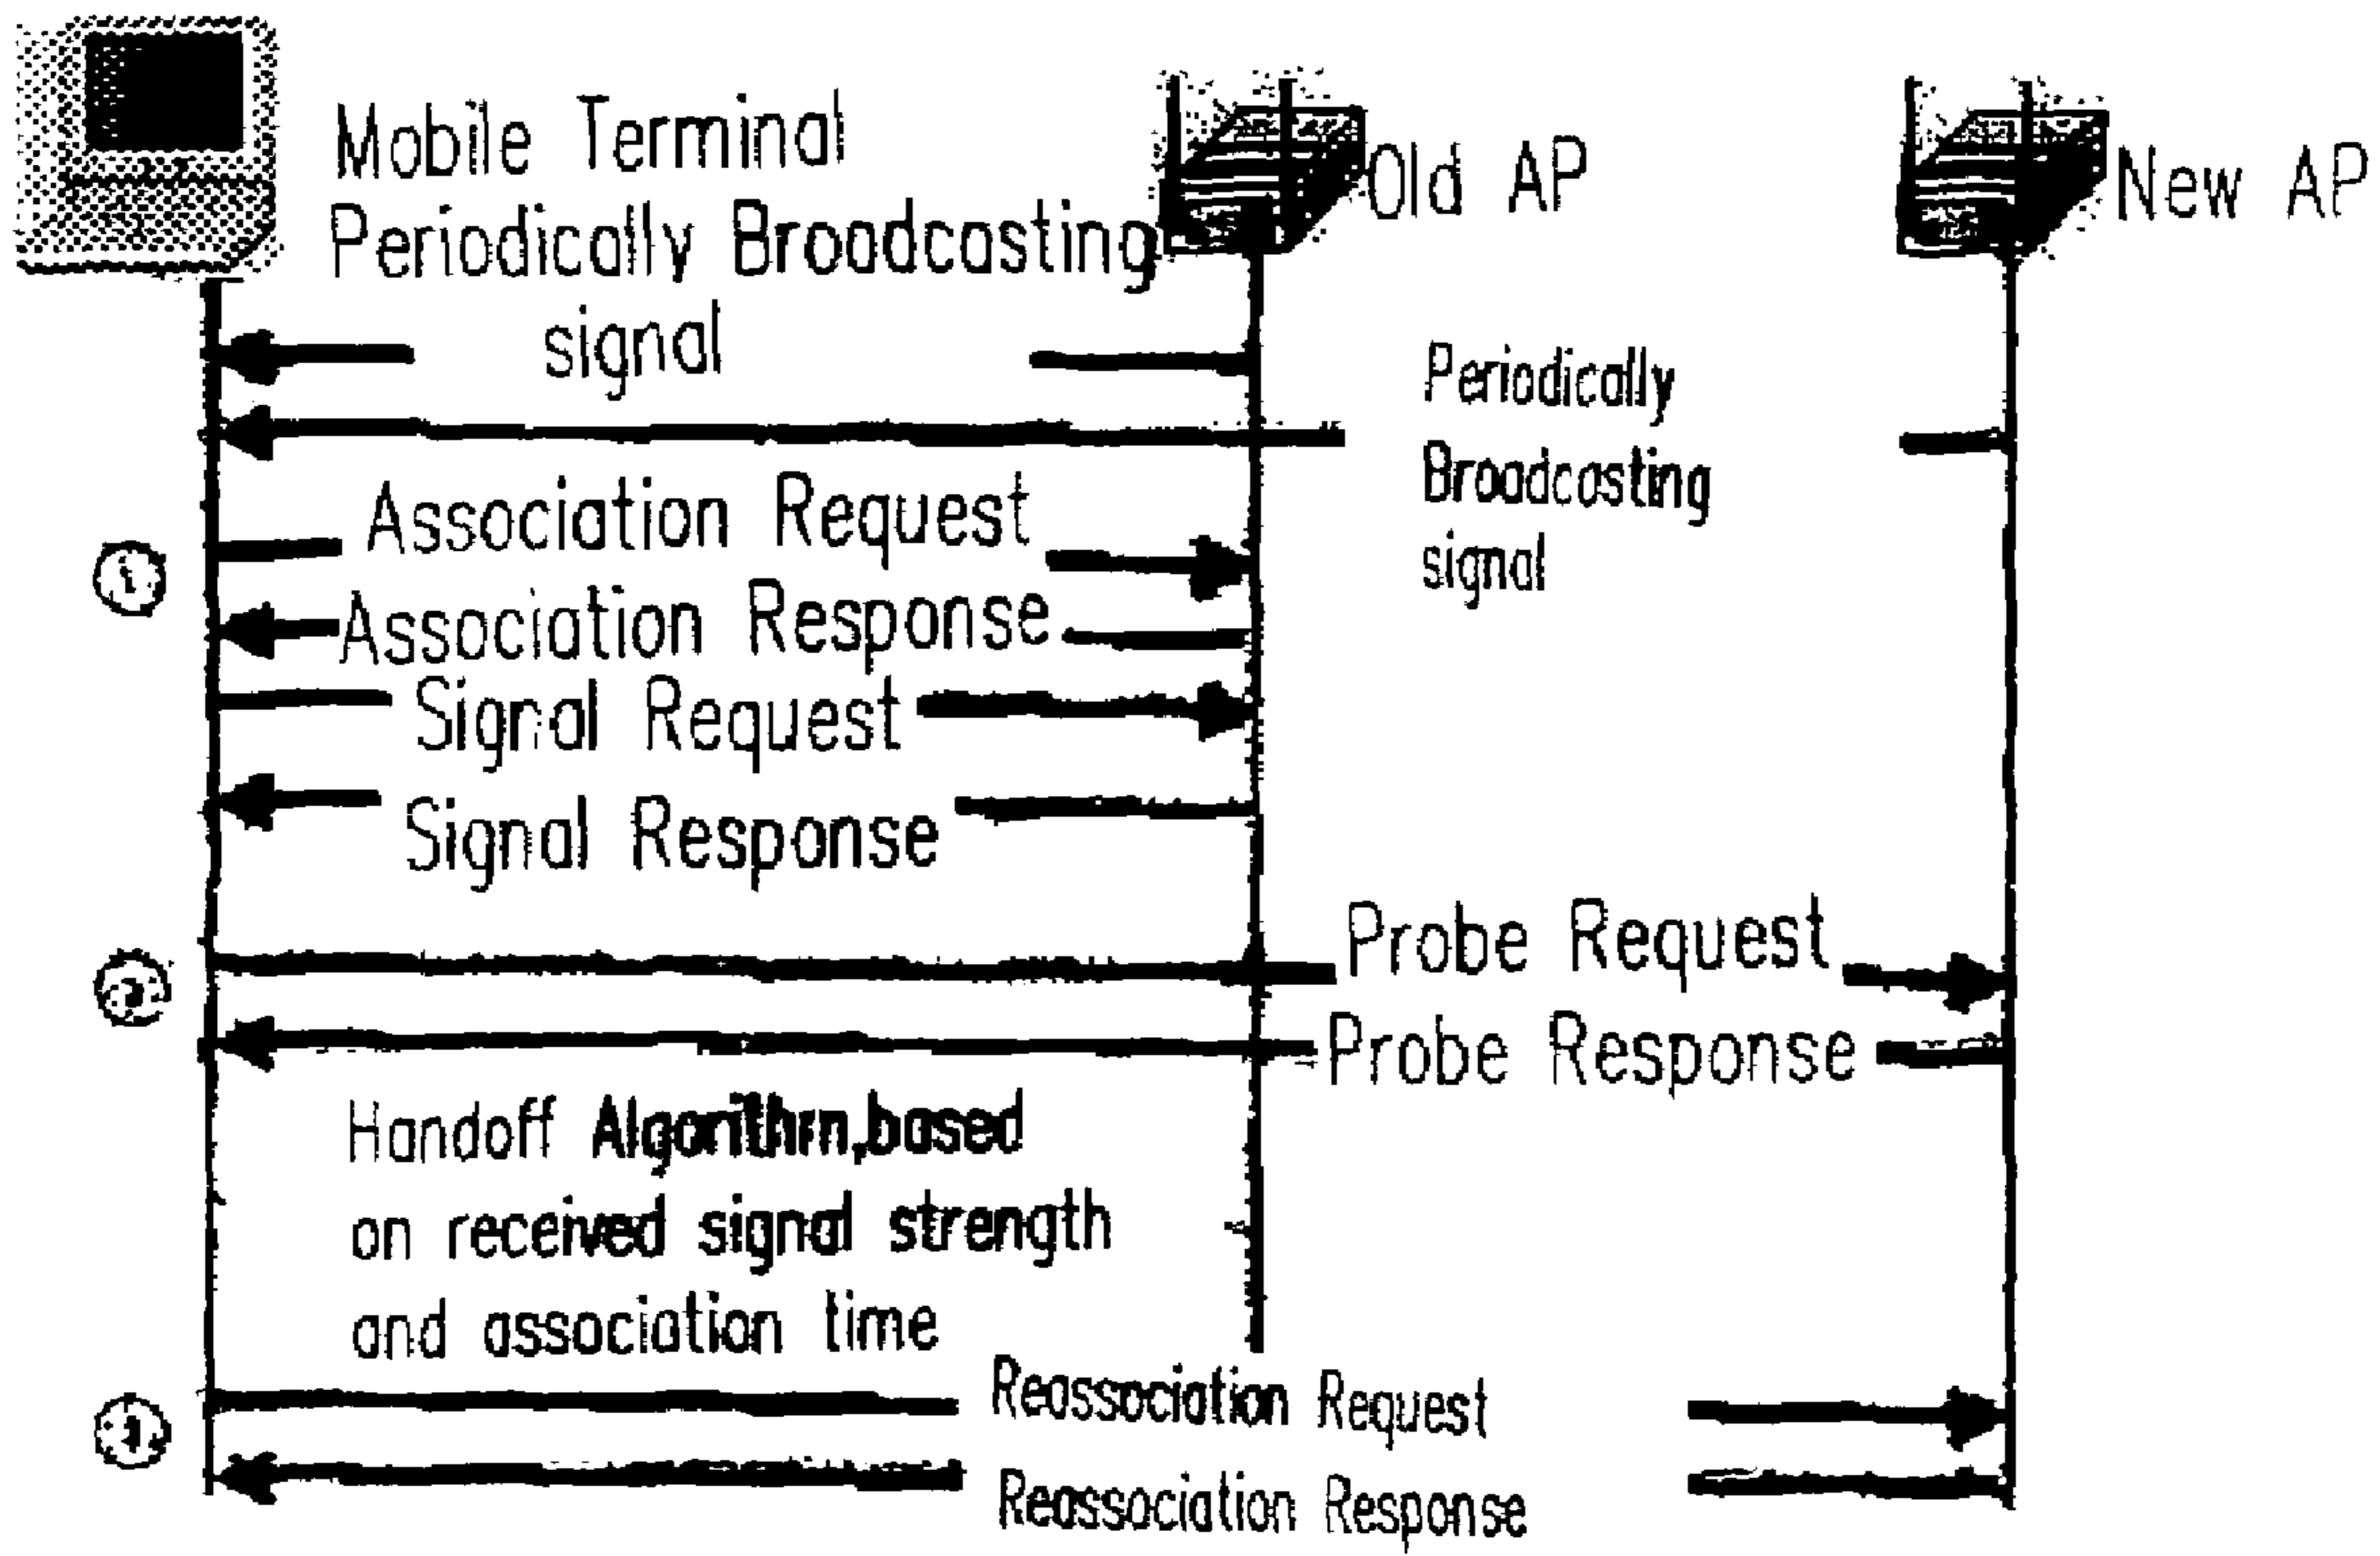 Mobile Terminal
Old AP
New AP
Periodically Broadcasting
signal
Periodically
Broadcasting
signal
Association Request
1
Association Response
Signal Request
Signal Response
Probe Request
Probe Response
Handoff Algorithm,based
on received signal strength
and association time
Reassociation Request
Reassociation Response